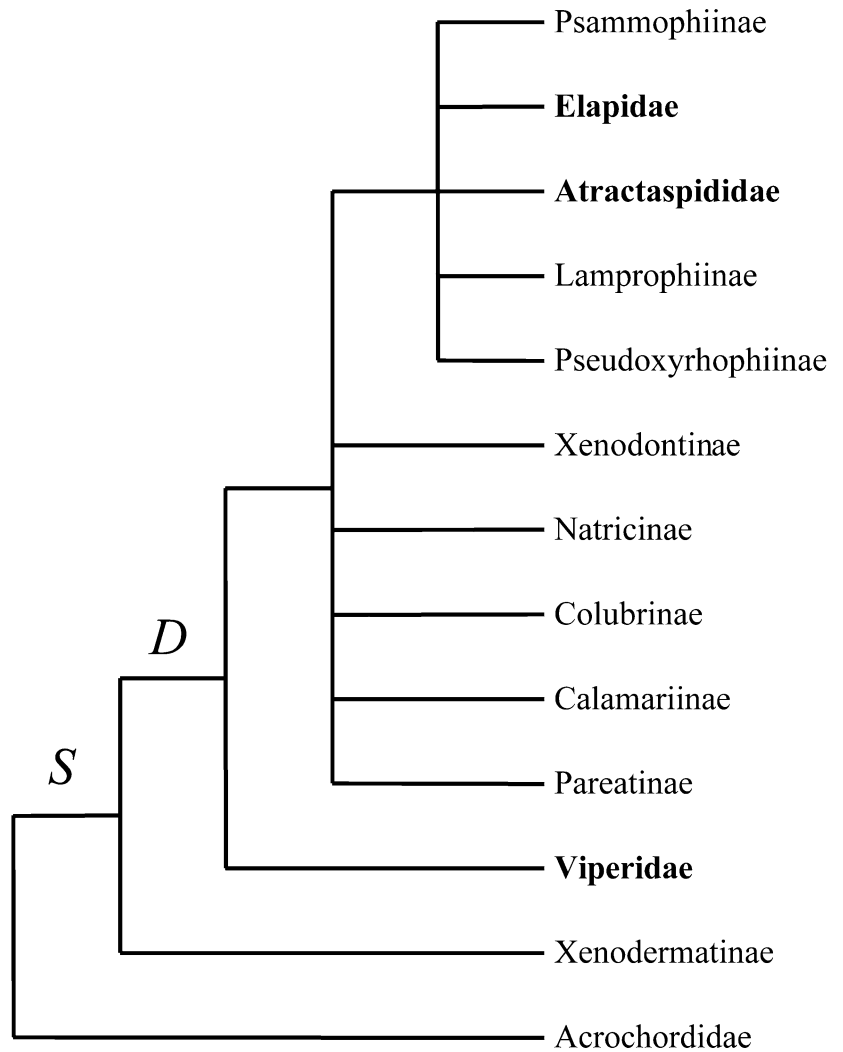 Psammophiinae
Elapidae
Atractaspididae
Lamprophiinae
Pseudoxyrhophiinae
Xenodontinae
Natricinae
Colubrinae
D
Calamariinae
S
Pareatinae
Viperidae
Xenodermatinae
Acrochordidae